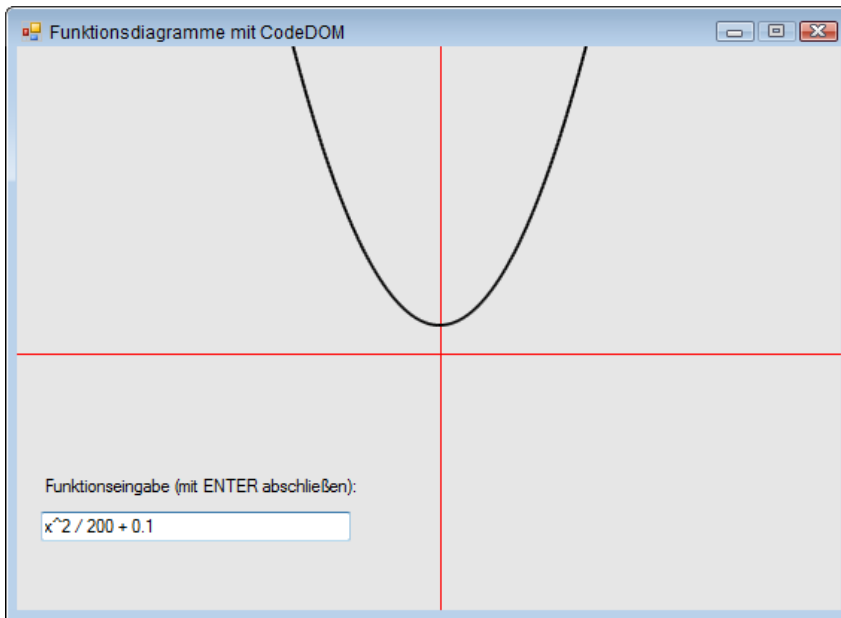 Funktionsdiagramme mit CodeDOM
Funktionseingabe (mit ENTER abschließen):
x^2 / 200 + 0.1